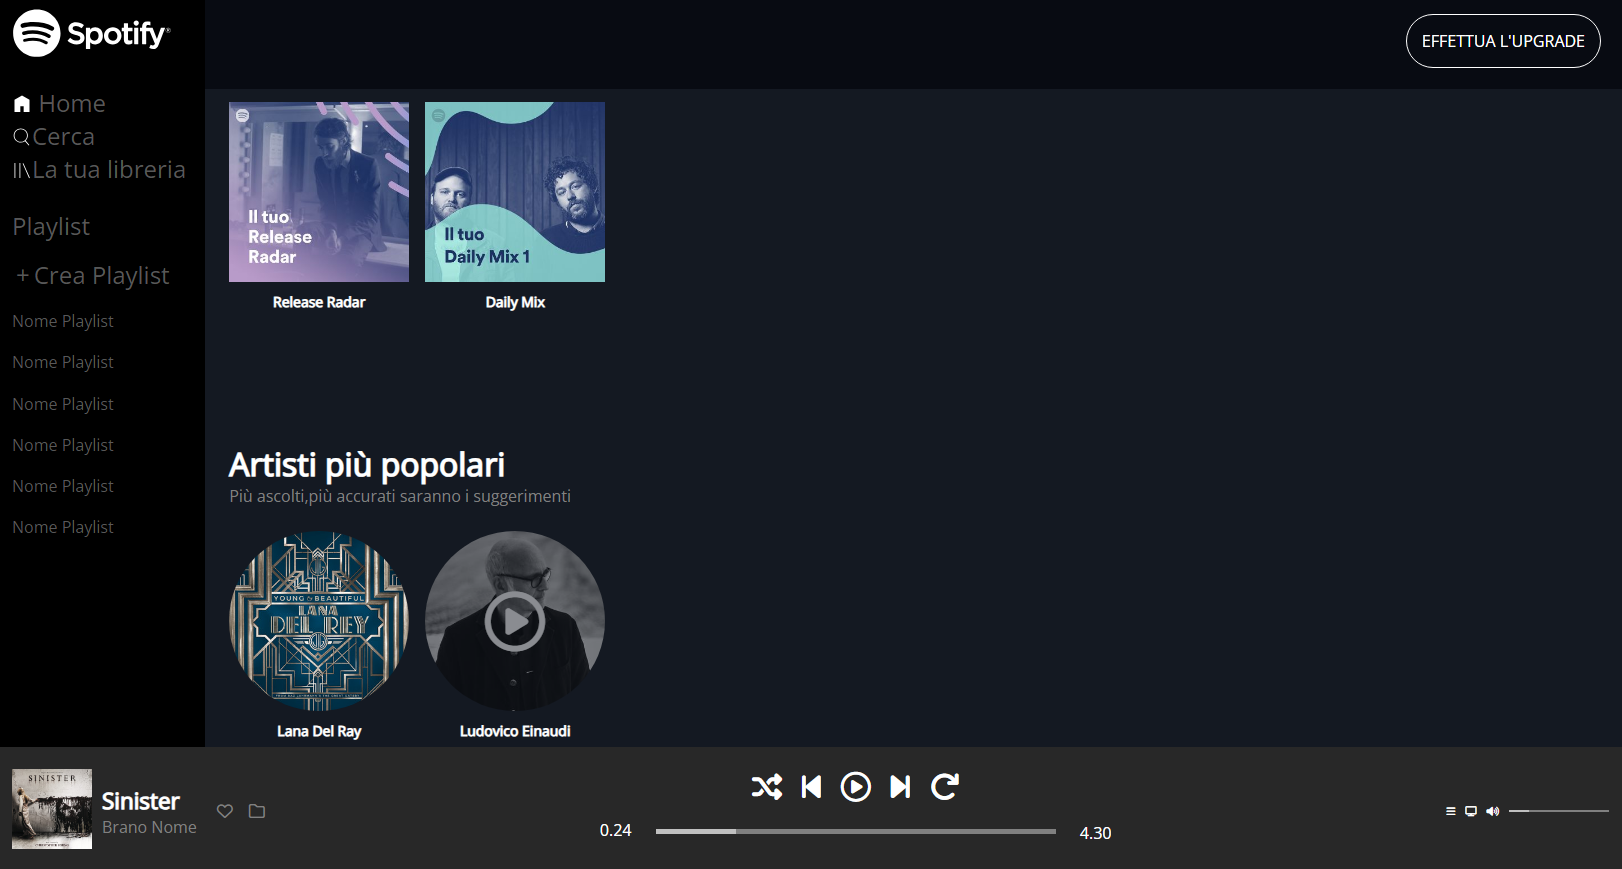 Spotify®
EFFETTUA L'UPGRADE
Home
Cerca
La tua libreria
Playlist
+ Crea Playlist
Nome Playlist
Nome Playlist
Nome Playlist
Nome Playlist
Nome Playlist
Nome Playlist
Il tuo
Release
Radar
Il tuo
Daily Mix 1
Release Radar
Daily Mix
Artisti più popolari
Più ascolti,più accurati saranno i suggerimenti
YOUNG & BEAUTIFUL
LANA
DEL REY
Lana Del Ray
Ludovico Einaudi
SINISTER
Sinister
Brano Nome
0.24
4.30